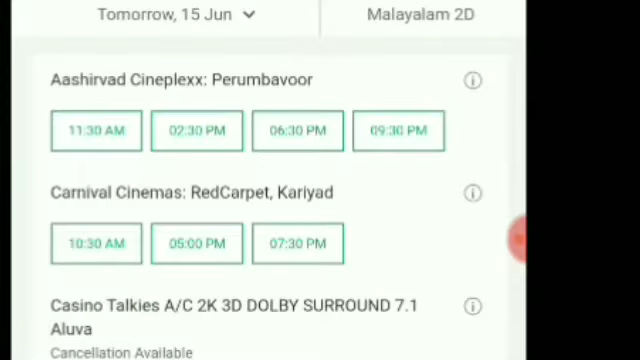 Tomorrow, 15 Jun
Malayalam 2D
Aashirvad Cineplexx: Perumbavoor
11:30 AM 02:30 PM 06:30 PM 09:30 PM
Carnival Cinemas: RedCarpet, Kariyad
10:30 AM 05:00 PM 07:30 PM
Casino Talkies A/C 2K 3D DOLBY SURROUND 7.1
Aluva
Cancellation Available